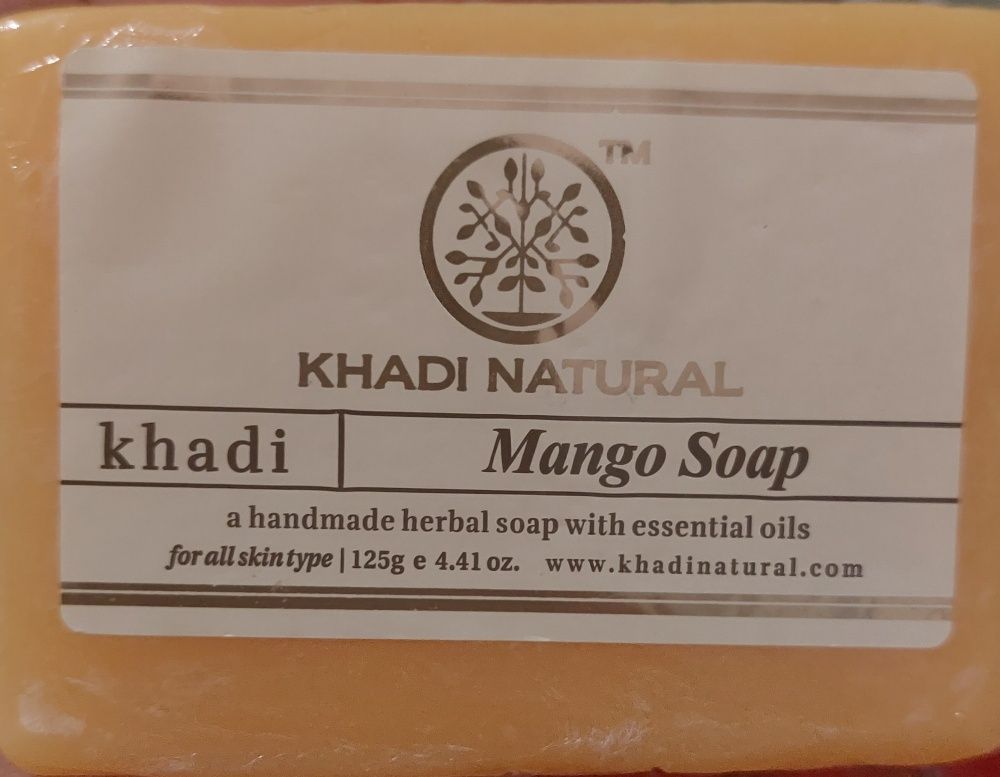 TM
KHADI NATURAL
khadi | Mango Soap
a handmade herbal soap with essential oils
for all skin type | 125g e 4.41 oz. www.khadinatural.com